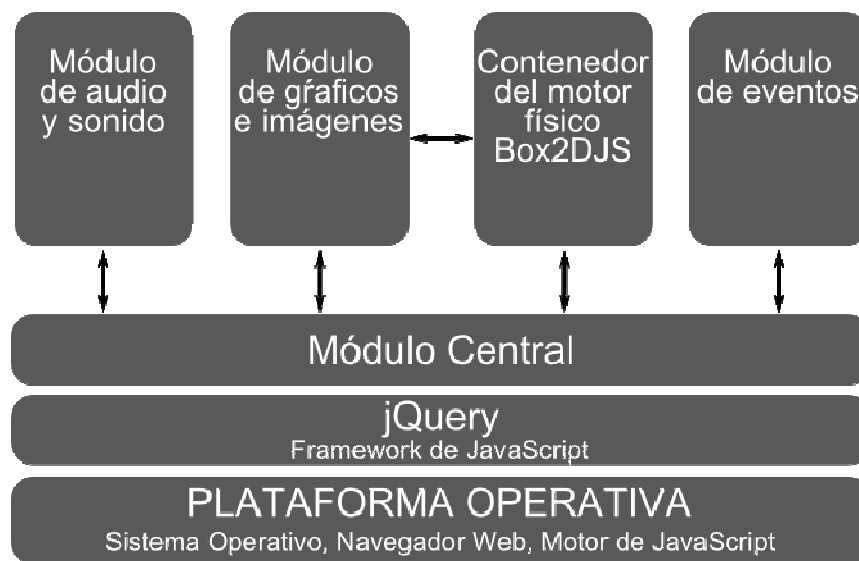 Módulo
de audio
y sonido
Módulo
de gŕaficos
e imágenes
Contenedor
del motor
físico
Box2DJS
Módulo
de eventos
Módulo Central
jQuery
Framework de JavaScript
PLATAFORMA OPERATIVA
Sistema Operativo, Navegador Web, Motor de JavaScript